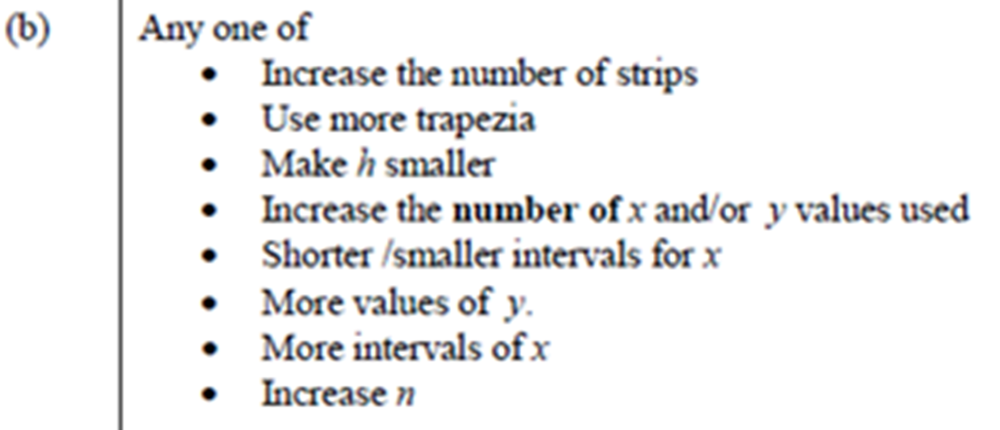 (b) Any one of
• Increase the number of strips
• Use more trapezia
• Make h smaller
• Increase the number of x and/or y values used
• Shorter /smaller intervals for x
• More values of y.
• More intervals of x
• Increase n